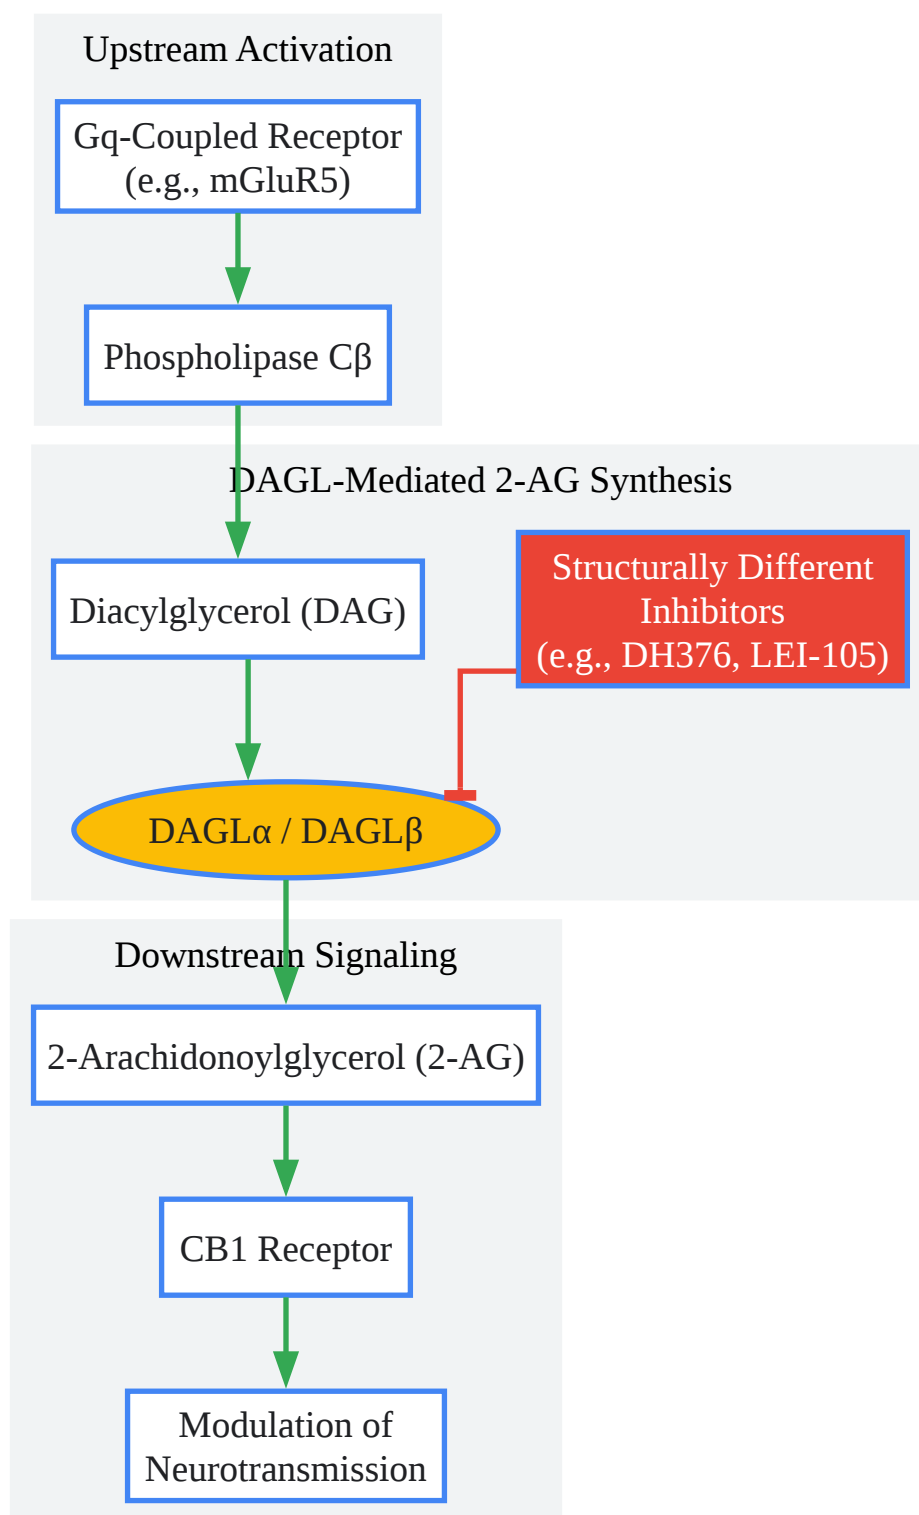 Upstream Activation
Gq-Coupled Receptor
(e.g., mGluR5)
Phospholipase Cβ
DAGL-Mediated 2-AG Synthesis
Structurally Different
Inhibitors
(e.g., DH376, LEI-105)
Diacylglycerol (DAG)
DAGLα / DAGLβ
Downstream Signaling
2-Arachidonoylglycerol (2-AG)
CB1 Receptor
Modulation of
Neurotransmission